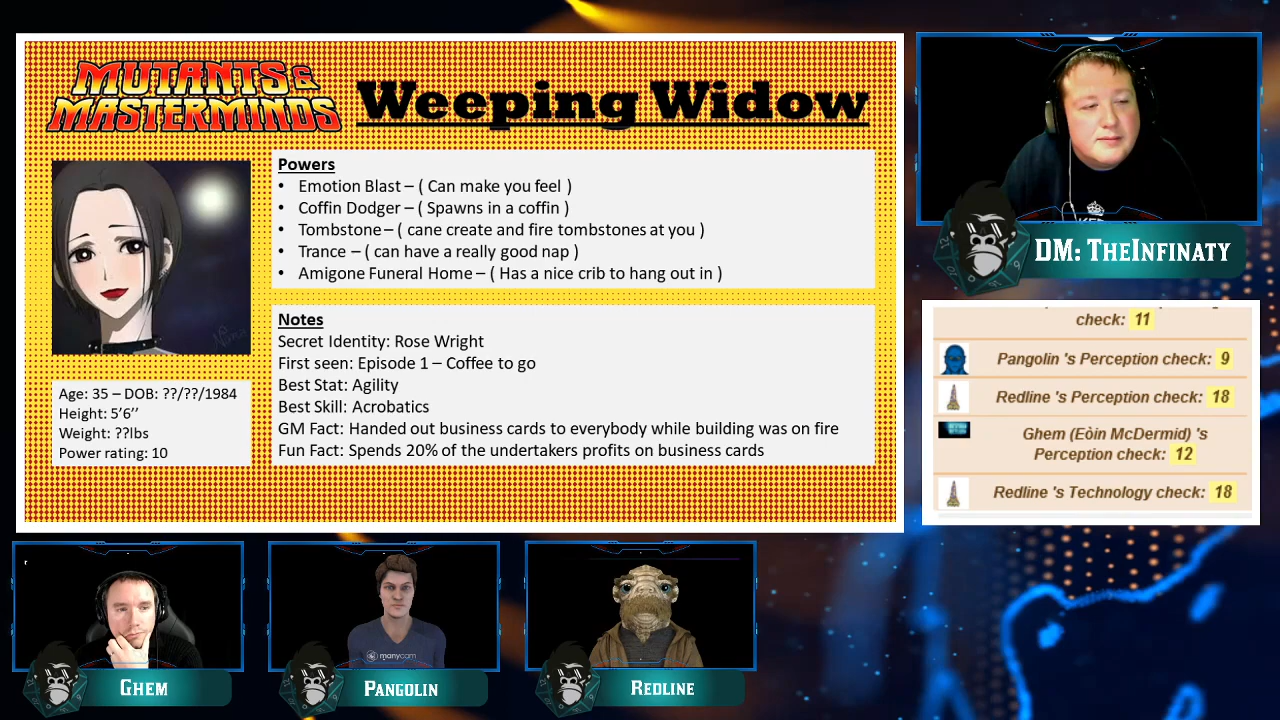 MUTANTS &
MASTERMINDS
Weeping Widow
Powers
• Emotion Blast – ( Can make you feel )
• Coffin Dodger – ( Spawns in a coffin )
• Tombstone – ( cane create and fire tombstones at you )
• Trance – ( can have a really good nap )
• Amigone Funeral Home – ( Has a nice crib to hang out in )
Notes
Secret Identity: Rose Wright
First seen: Episode 1 – Coffee to go
Best Stat: Agility
Best Skill: Acrobatics
GM Fact: Handed out business cards to everybody while building was on fire
Fun Fact: Spends 20% of the undertakers profits on business cards
Age: 35 – DOB: ??/??/1984
Height: 5’6’’
Weight: ??lbs
Power rating: 10
DM: TheInfinaty
check: 11
Pangolin 's Perception check: 9
Redline 's Perception check: 18
Ghem (Eòin McDermid) 's
Perception check: 12
Redline 's Technology check: 18
manycam
Ghem
Pangolin
Redline